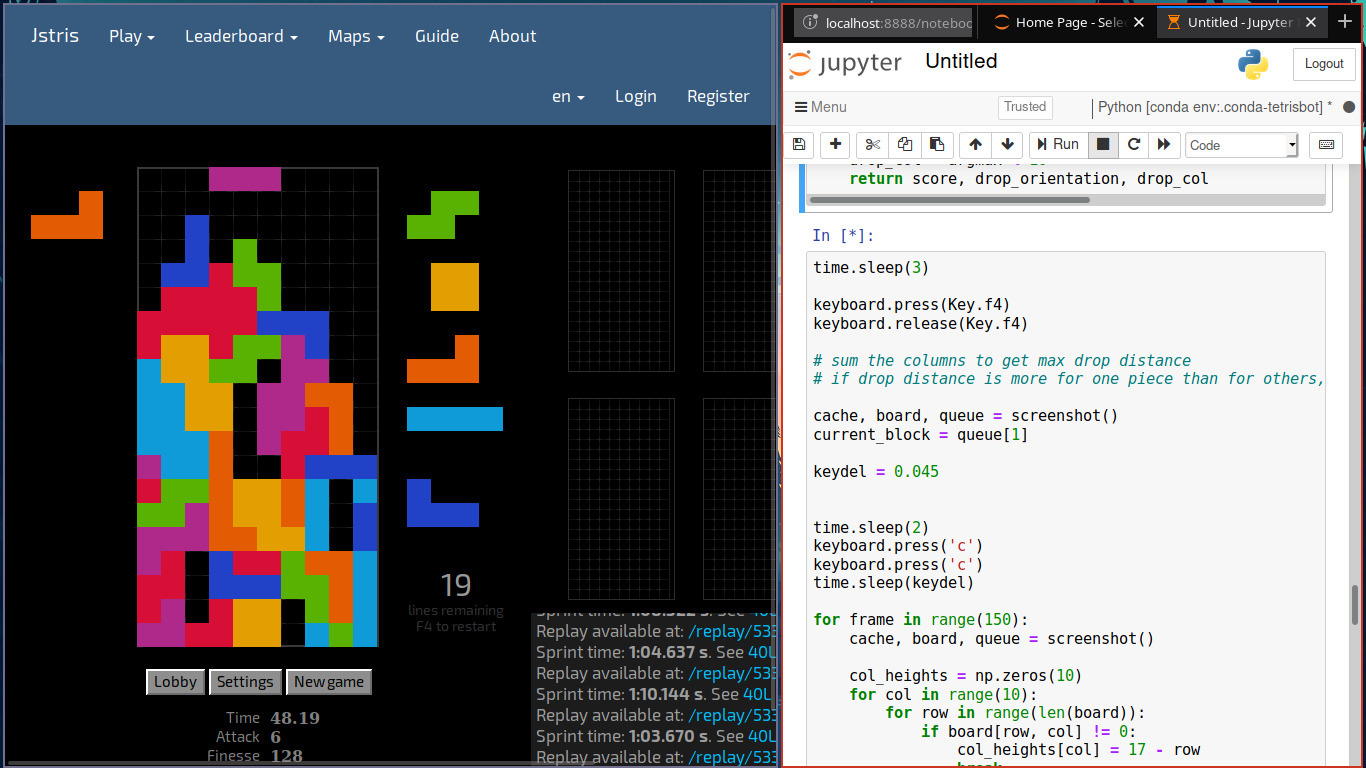 Jstris Play Leaderboard Maps Guide About
en Login Register
19
lines remaining
F4 to restart
Replay available at: /replay/533
Sprint time: 1:04.637 s. See 40L
Replay available at: /replay/533
Sprint time: 1:10.144 s. See 40L
Replay available at: /replay/533
Sprint time: 1:03.670 s. See 40L
Replay available at: /replay/533
Lobby Settings New game
Time 48.19
Attack 6
Finesse 128
localhost:8888/noteboo Home Page - Sele Untitled - Jupyter
jupyter Untitled Logout
Menu Trusted Python [conda env:.conda-tetrisbot] *
Run Code
return score, drop_orientation, drop_col
In [*]:
time.sleep(3)
keyboard.press(Key.f4)
keyboard.release(Key.f4)
# sum the columns to get max drop distance
# if drop distance is more for one piece than for others,
cache, board, queue = screenshot()
current_block = queue[1]
keydel = 0.045
time.sleep(2)
keyboard.press('c')
keyboard.press('c')
time.sleep(keydel)
for frame in range(150):
    cache, board, queue = screenshot()
    col_heights = np.zeros(10)
    for col in range(10):
        for row in range(len(board)):
            if board[row, col] != 0:
                col_heights[col] = 17 - row